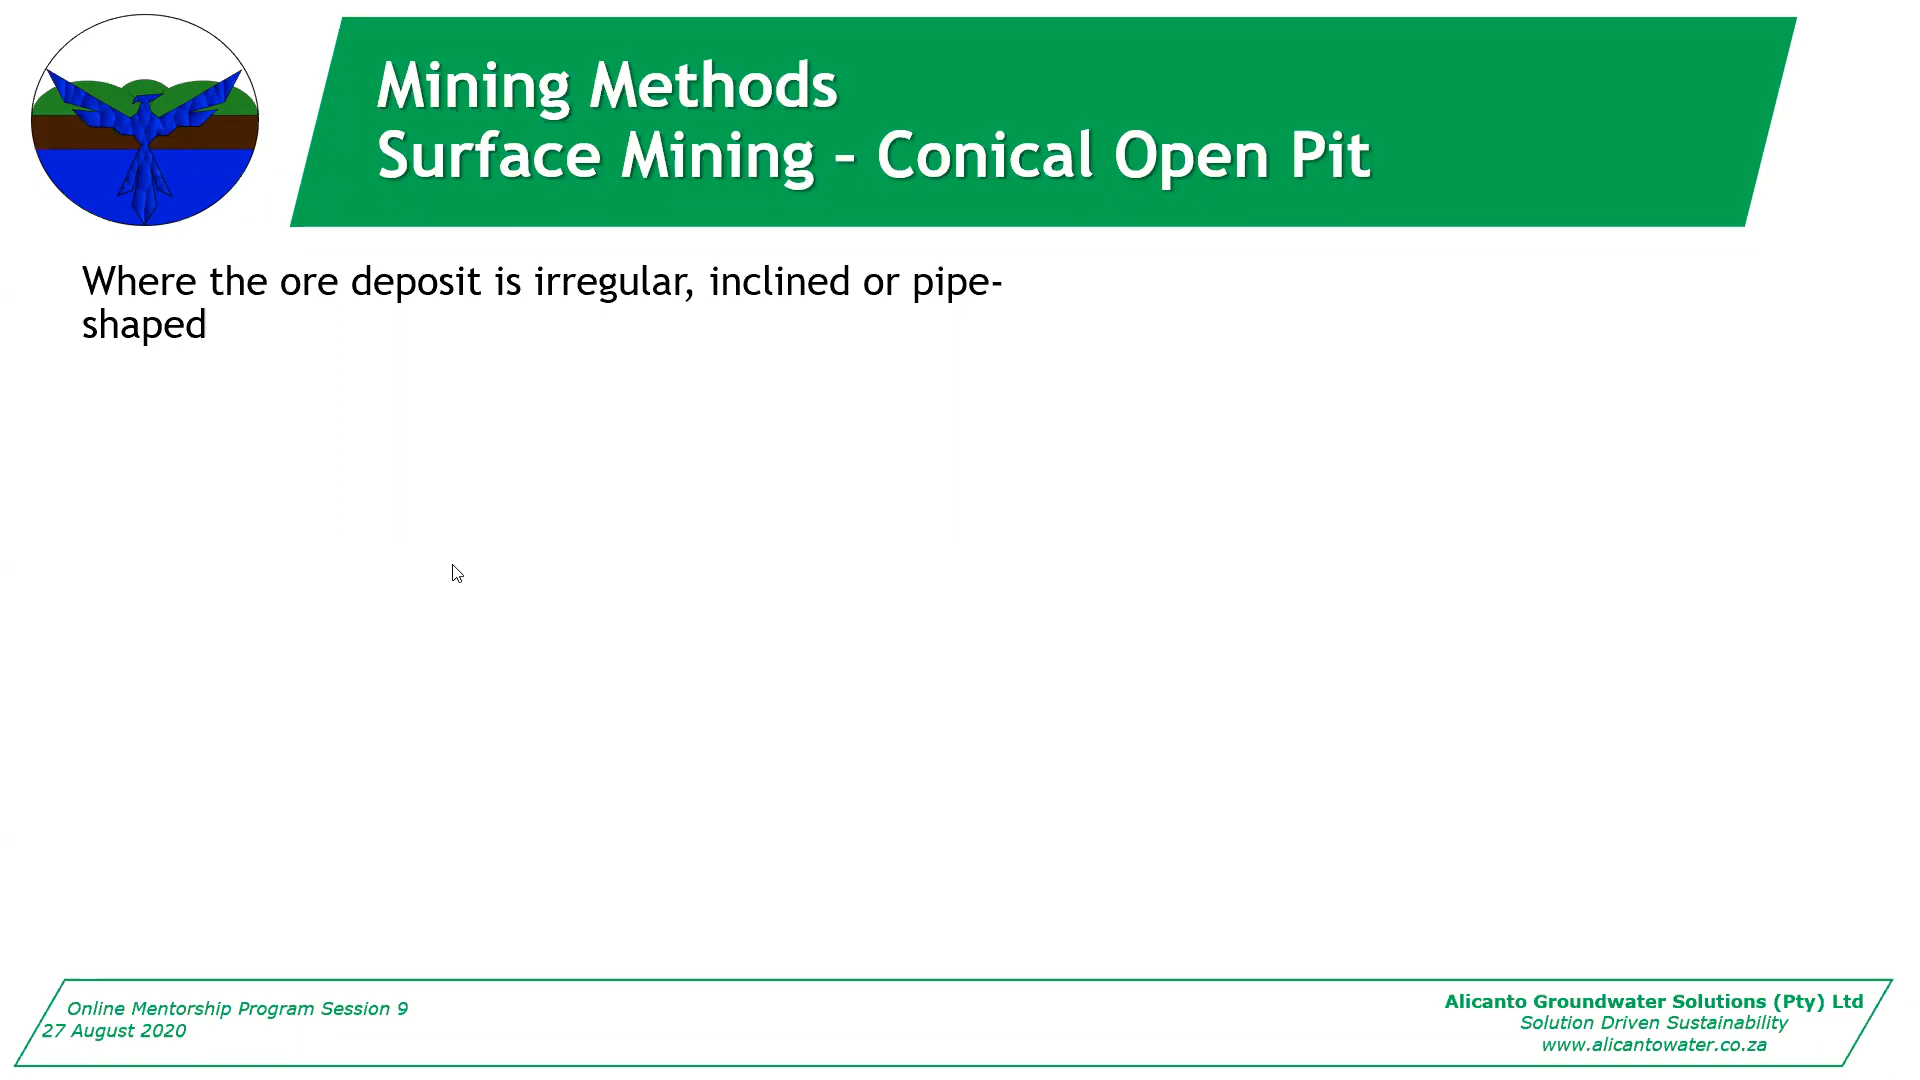 Mining Methods
Surface Mining – Conical Open Pit
Where the ore deposit is irregular, inclined or pipe-
shaped
Online Mentorship Program Session 9
27 August 2020
Alicanto Groundwater Solutions (Pty) Ltd
Solution Driven Sustainability
www.alicantowater.co.za